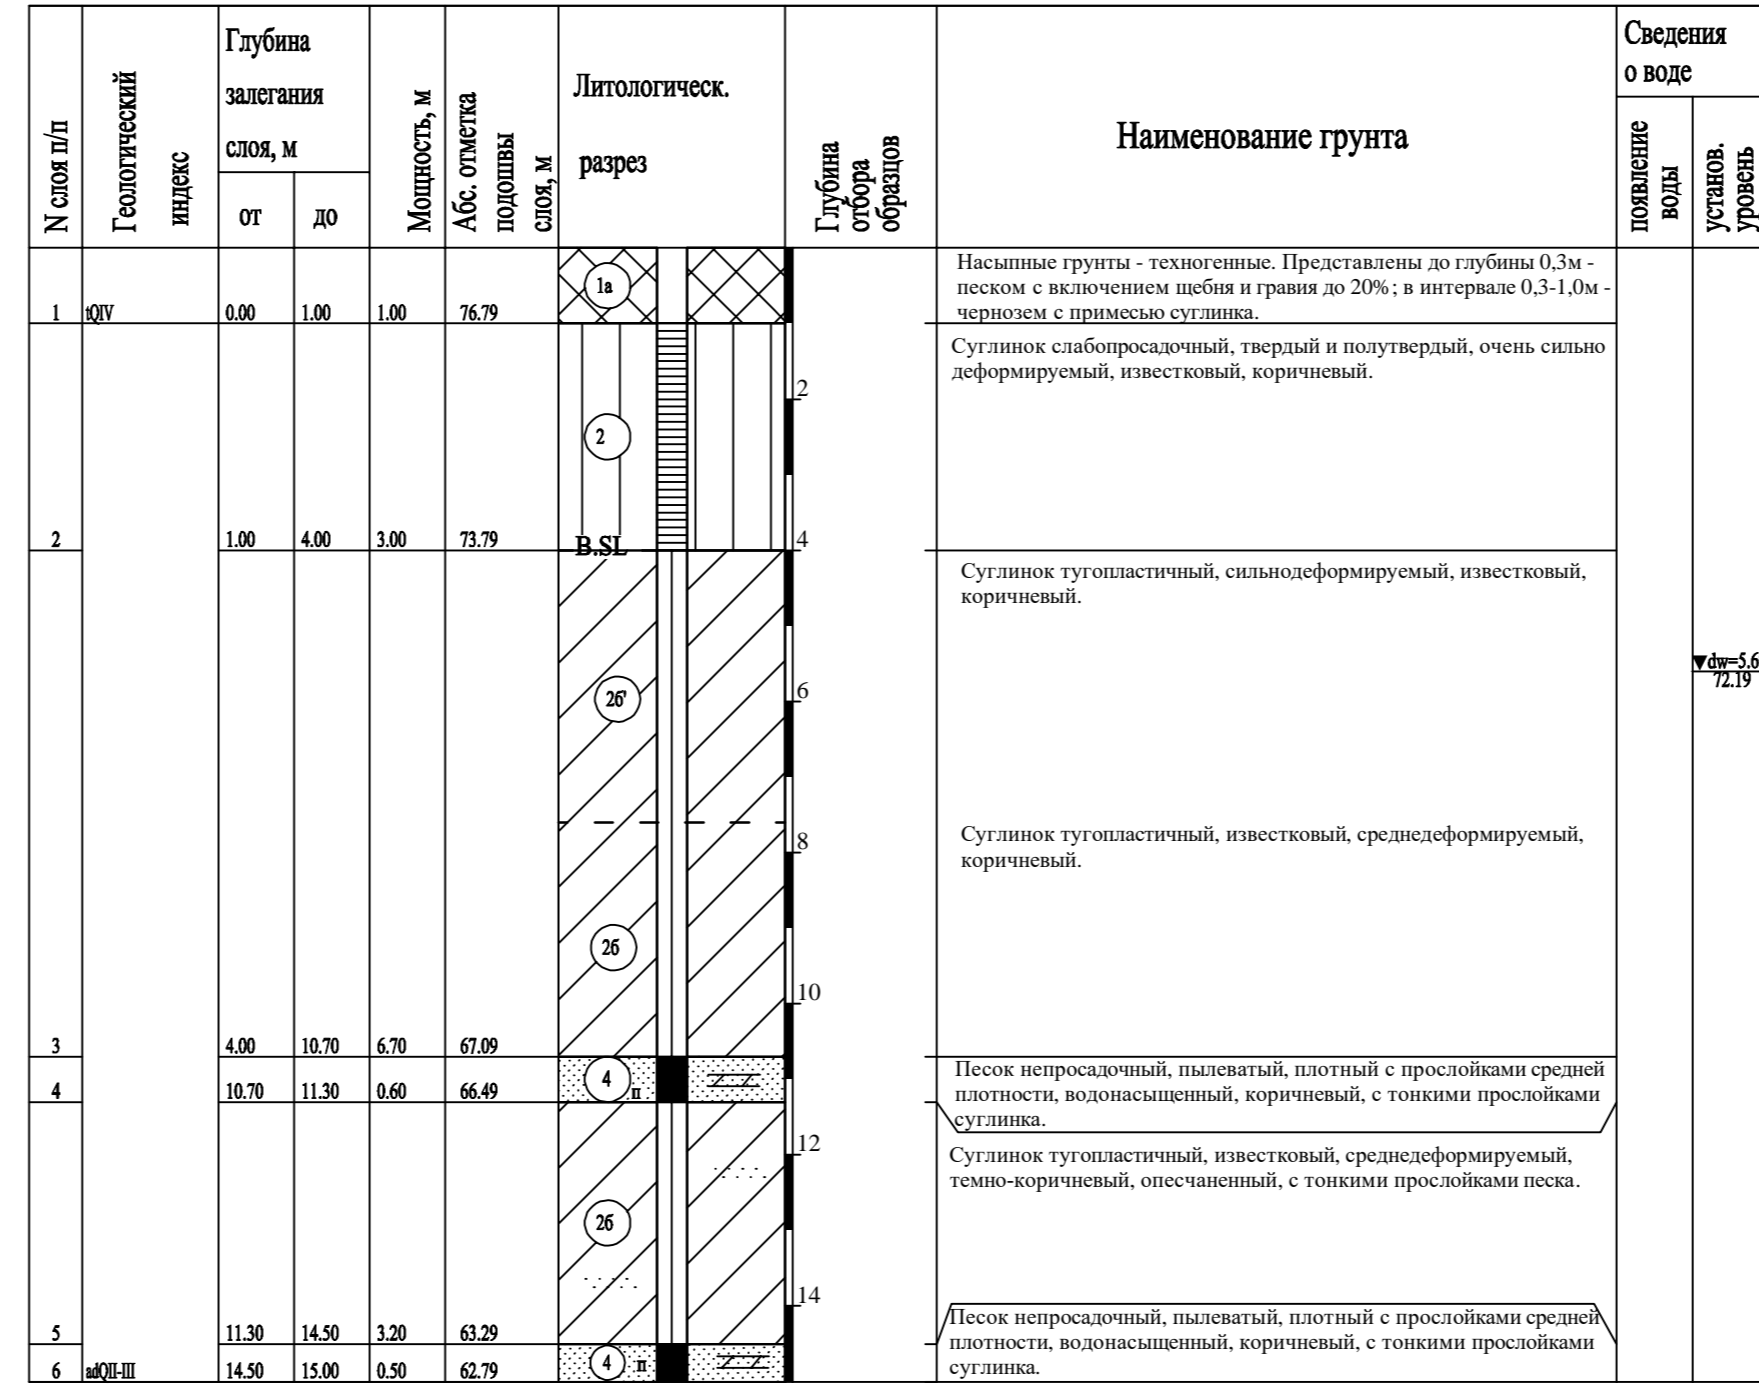 N слоя п/п
Геологический
индекс
Глубина
залегания
слоя, м
от
до
Мощность, м
Абс. отметка
подошвы
слоя, м
Литологическ.
разрез
Глубина
отбора
образцов
Наименование грунта
Сведения
о воде
появление
воды
установ.
уровень
1 tQIV 0.00 1.00 1.00 76.79
1а
Насыпные грунты - техногенные. Представлены до глубины 0,3м -
песком с включением щебня и гравия до 20%; в интервале 0,3-1,0м -
чернозем с примесью суглинка.
2 1.00 4.00 3.00 73.79
2
B.SL
2
4
Суглинок слабопросадочный, твердый и полутвердый, очень сильно
деформируемый, известковый, коричневый.
Суглинок тугопластичный, сильнодеформируемый, известковый,
коричневый.
2б'
6
▼dw=5.6
72.19
8
Суглинок тугопластичный, известковый, среднедеформируемый,
коричневый.
2б
10
3 4.00 10.70 6.70 67.09
4 10.70 11.30 0.60 66.49
4 п
Песок непросадочный, пылеватый, плотный с прослойками средней
плотности, водонасыщенный, коричневый, с тонкими прослойками
суглинка.
12
Суглинок тугопластичный, известковый, среднедеформируемый,
темно-коричневый, опесчаненный, с тонкими прослойками песка.
2б
14
5 11.30 14.50 3.20 63.29
Песок непросадочный, пылеватый, плотный с прослойками средней
плотности, водонасыщенный, коричневый, с тонкими прослойками
суглинка.
6 adQII-III 14.50 15.00 0.50 62.79
4 п